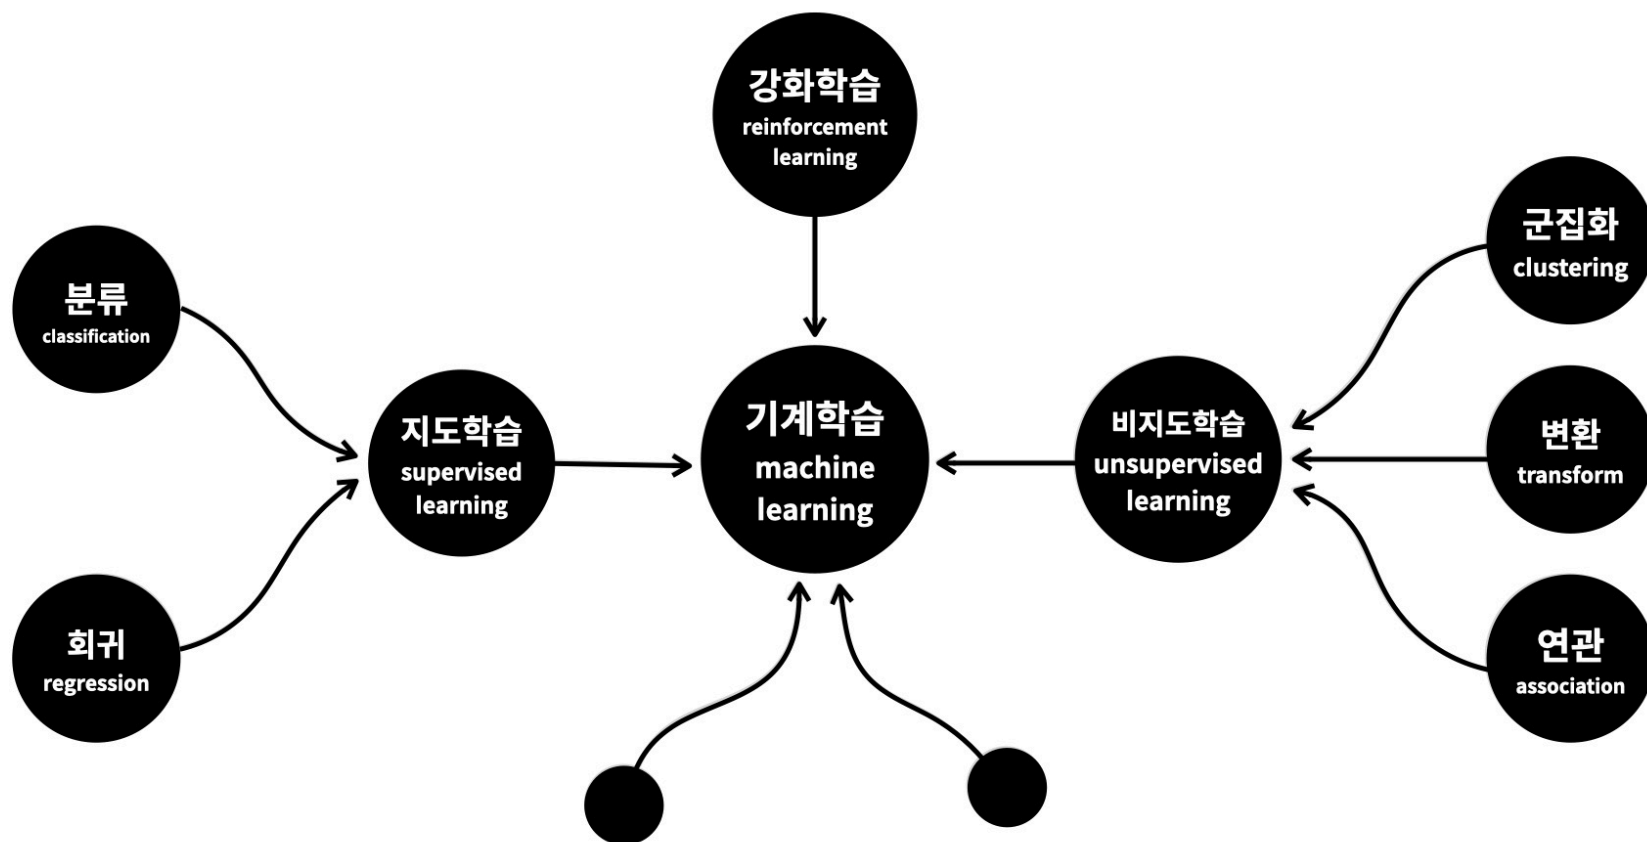 강화학습
reinforcement
learning
분류
classification
회귀
regression
지도학습
supervised
learning
기계학습
machine
learning
비지도학습
unsupervised
learning
군집화
clustering
변환
transform
연관
association